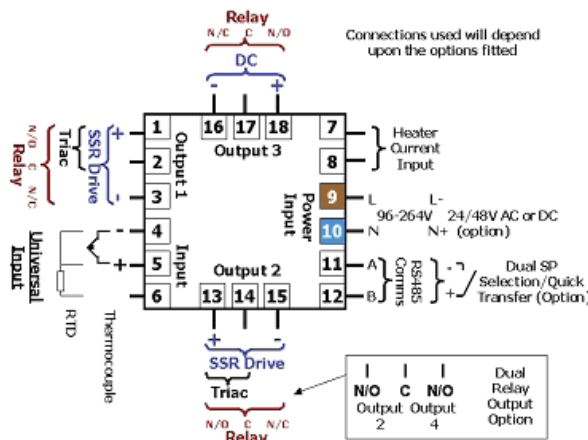 Relay
N/C C N/O
DC
- +
Connections used will depend
upon the options fitted
16 17 18
Output 3
1
2
3
4
5
6
Output 1
Input
+
-
-
+
SSR Drive
Triac
N/O C N/C
Relay
Universal
Input
RTD
Thermocouple
7
8
9
10
11
12
Power
Input
Heater
Current
Input
L L-
96-264V 24/48V AC or DC
N N+ (option)
A
B
RS485
Comms
-
+
Dual SP
Selection/Quick
Transfer (Option)
Output 2
13 14 15
+ -
SSR Drive
Triac
N/O C N/C
Relay
N/O C N/O
Output Output
2 4
Dual
Relay
Output
Option